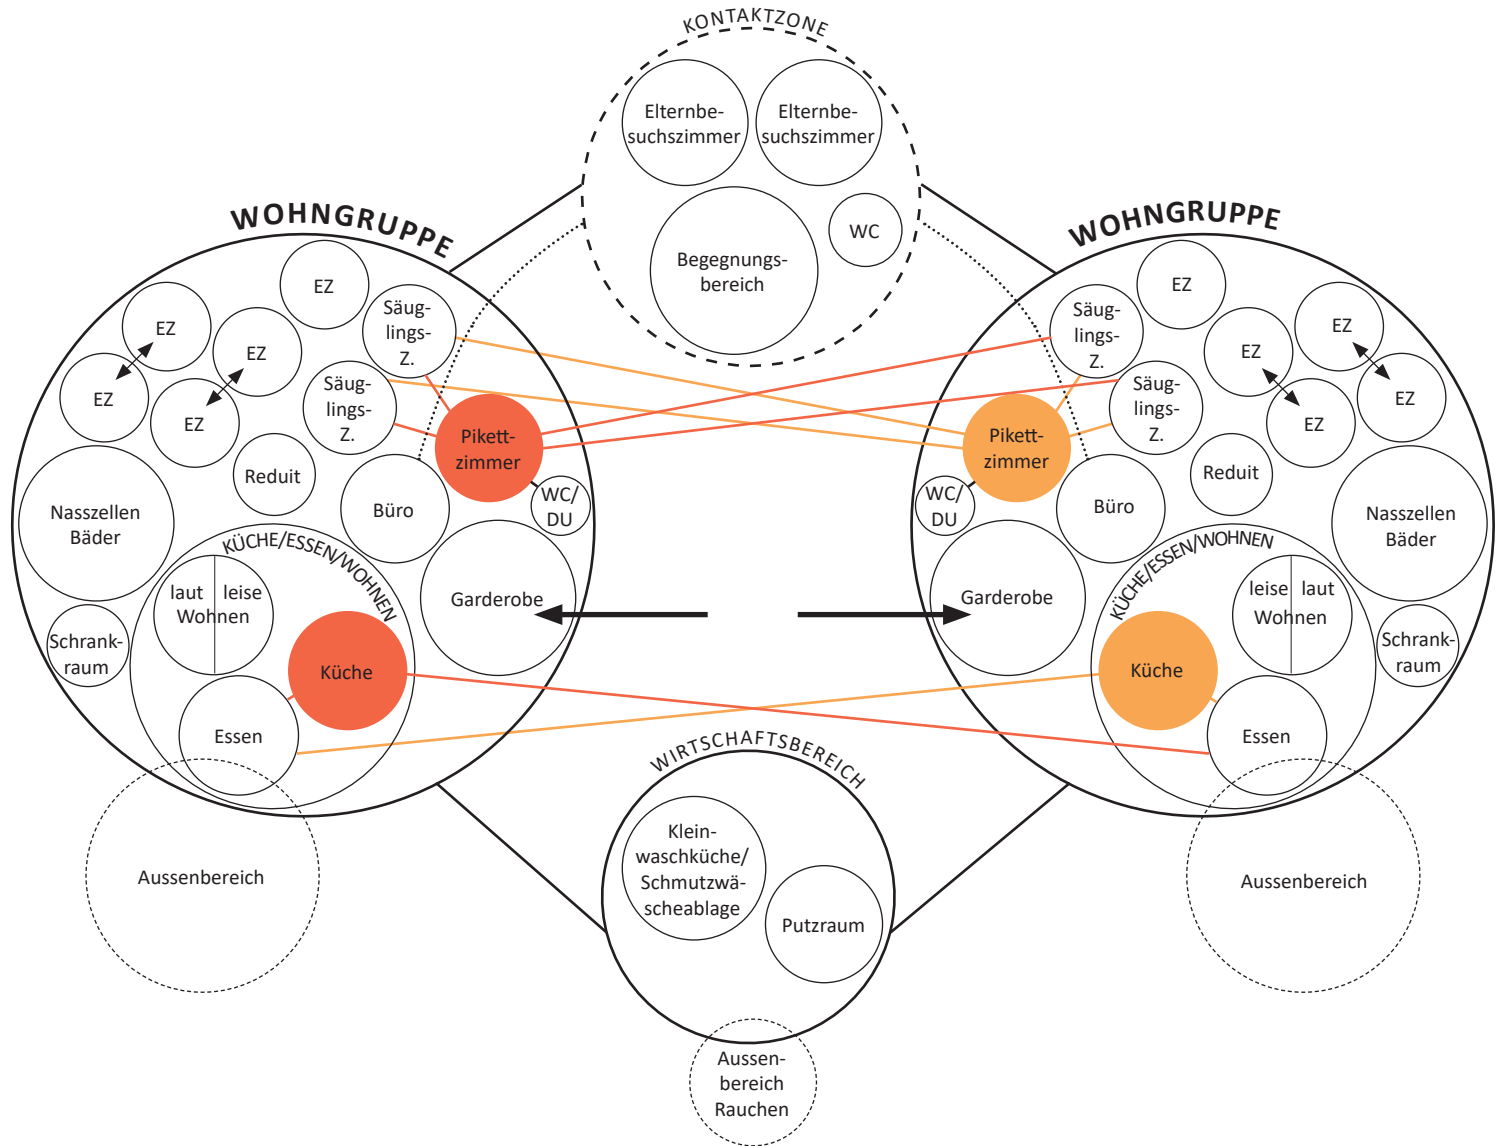 KONTAKTZONE
Elternbe-
suchszimmer
Elternbe-
suchszimmer
WC
Begegnungs-
bereich
WOHNGRUPPE
EZ
EZ
EZ
EZ
EZ
Säug-
lings-
Z.
Säug-
lings-
Z.
Pikett-
zimmer
Reduit
Büro
WC/
DU
Nasszellen
Bäder
KÜCHE/ESSEN/WOHNEN
laut
leise
Wohnen
Garderobe
Schrank-
raum
Küche
Essen
Aussenbereich
WOHNGRUPPE
EZ
EZ
EZ
EZ
EZ
Säug-
lings-
Z.
Säug-
lings-
Z.
Pikett-
zimmer
Reduit
Büro
WC/
DU
Nasszellen
Bäder
KÜCHE/ESSEN/WOHNEN
leise
laut
Wohnen
Garderobe
Schrank-
raum
Küche
Essen
Aussenbereich
WIRTSCHAFTSBEREICH
Klein-
waschküche/
Schmutzwä-
scheablage
Putzraum
Aussen-
bereich
Rauchen